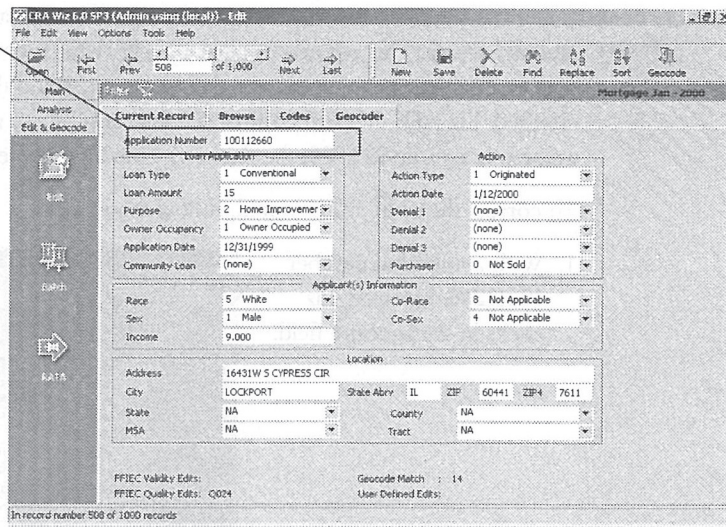 CRA Wiz 6.0 SP3 (Admin using (local)) - Edit
File Edit View Options Tools Help
Open First Prev 508 of 1,000 Next Last New Save Delete Find Replace Sort Geocode
Main
Analysis
Edit & Geocode
Edit
Batch
RATA
Filter
Mortgage Jan - 2000
Current Record Browse Codes Geocoder
Application Number 100112660
Loan Application
Loan Type 1 Conventional
Loan Amount 15
Purpose 2 Home Improvemer
Owner Occupancy 1 Owner Occupied
Application Date 12/31/1999
Community Loan (none)
Action
Action Type 1 Originated
Action Date 1/12/2000
Denial 1 (none)
Denial 2 (none)
Denial 3 (none)
Purchaser 0 Not Sold
Applicant(s) Information
Race 5 White Co-Race 8 Not Applicable
Sex 1 Male Co-Sex 4 Not Applicable
Income 9.000
Location
Address 16431W S CYPRESS CIR
City LOCKPORT State Abrv IL ZIP 60441 ZIP4 7611
State NA County NA
MSA NA Tract NA
FFIEC Validity Edits: Geocode Match : 14
FFIEC Quality Edits: Q024 User Defined Edits:
In record number 508 of 1000 records